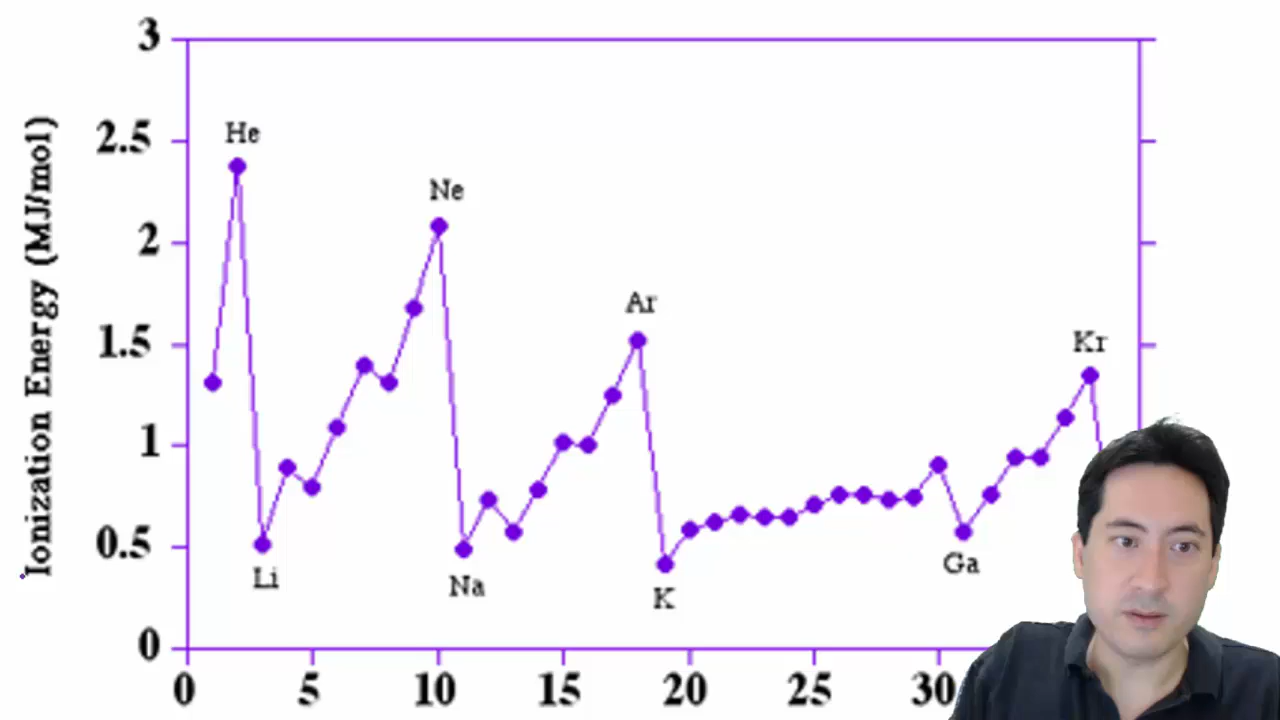 3
2.5
2
1.5
1
0.5
0
Ionization Energy (MJ/mol)
He
Ne
Ar
Kr
Li
Na
K
Ga
0 5 10 15 20 25 30